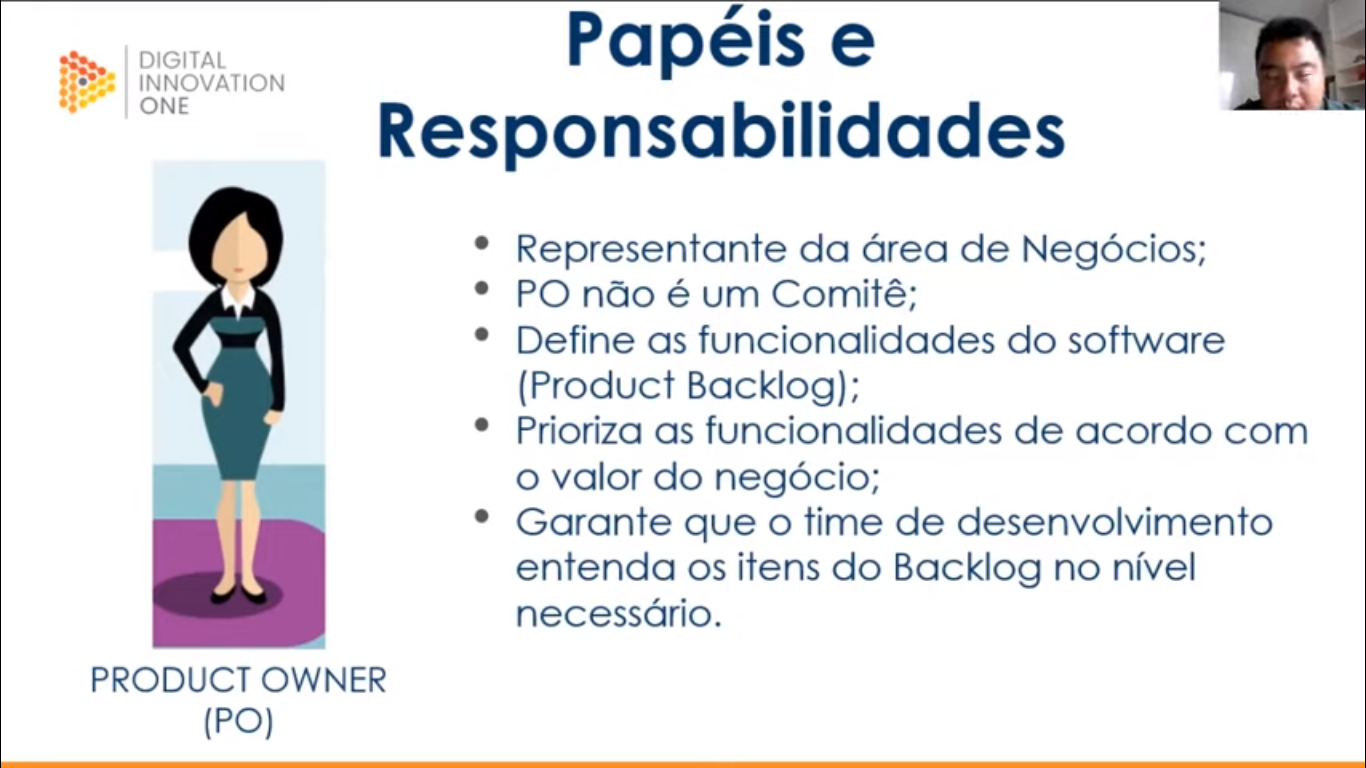 DIGITAL
INNOVATION
ONE
Papéis e
Responsabilidades
• Representante da área de Negócios;
• PO não é um Comitê;
• Define as funcionalidades do software
(Product Backlog);
• Prioriza as funcionalidades de acordo com
o valor do negócio;
• Garante que o time de desenvolvimento
entenda os itens do Backlog no nível
necessário.
PRODUCT OWNER
(PO)